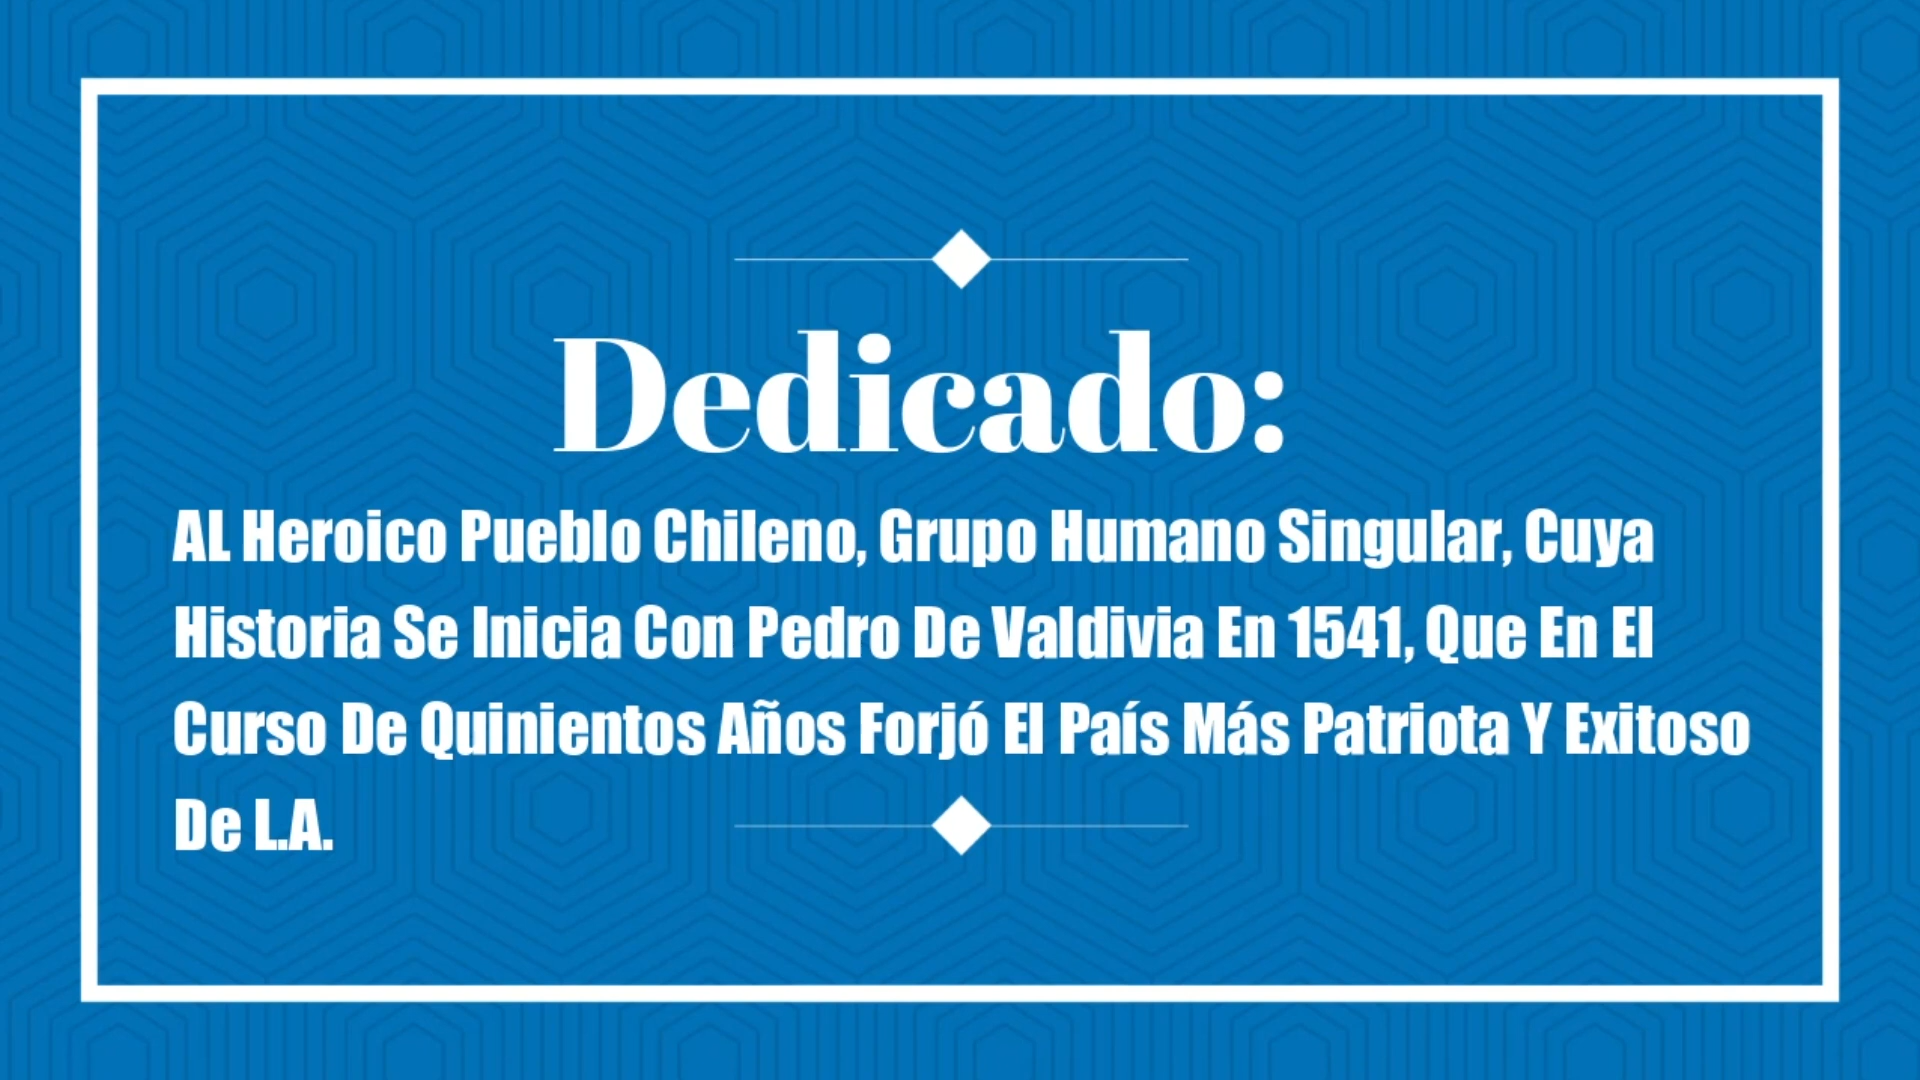 Dedicado:
AL Heroico Pueblo Chileno, Grupo Humano Singular, Cuya
Historia Se Inicia Con Pedro De Valdivia En 1541, Que En El
Curso De Quinientos Años Forjó El País Más Patriota Y Exitoso
De L.A.